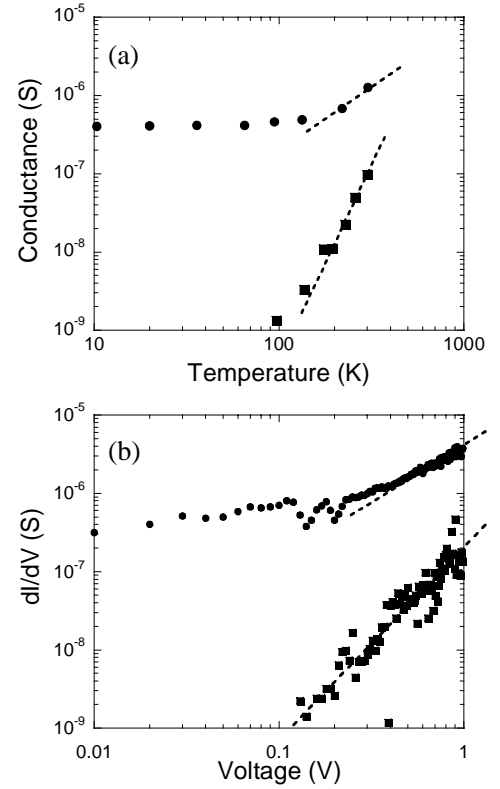 10^-5
(a)
10^-6
10^-7
10^-8
10^-9
Conductance (S)
10 100 1000
Temperature (K)
10^-5
(b)
10^-6
10^-7
10^-8
10^-9
dI/dV (S)
0.01 0.1 1
Voltage (V)